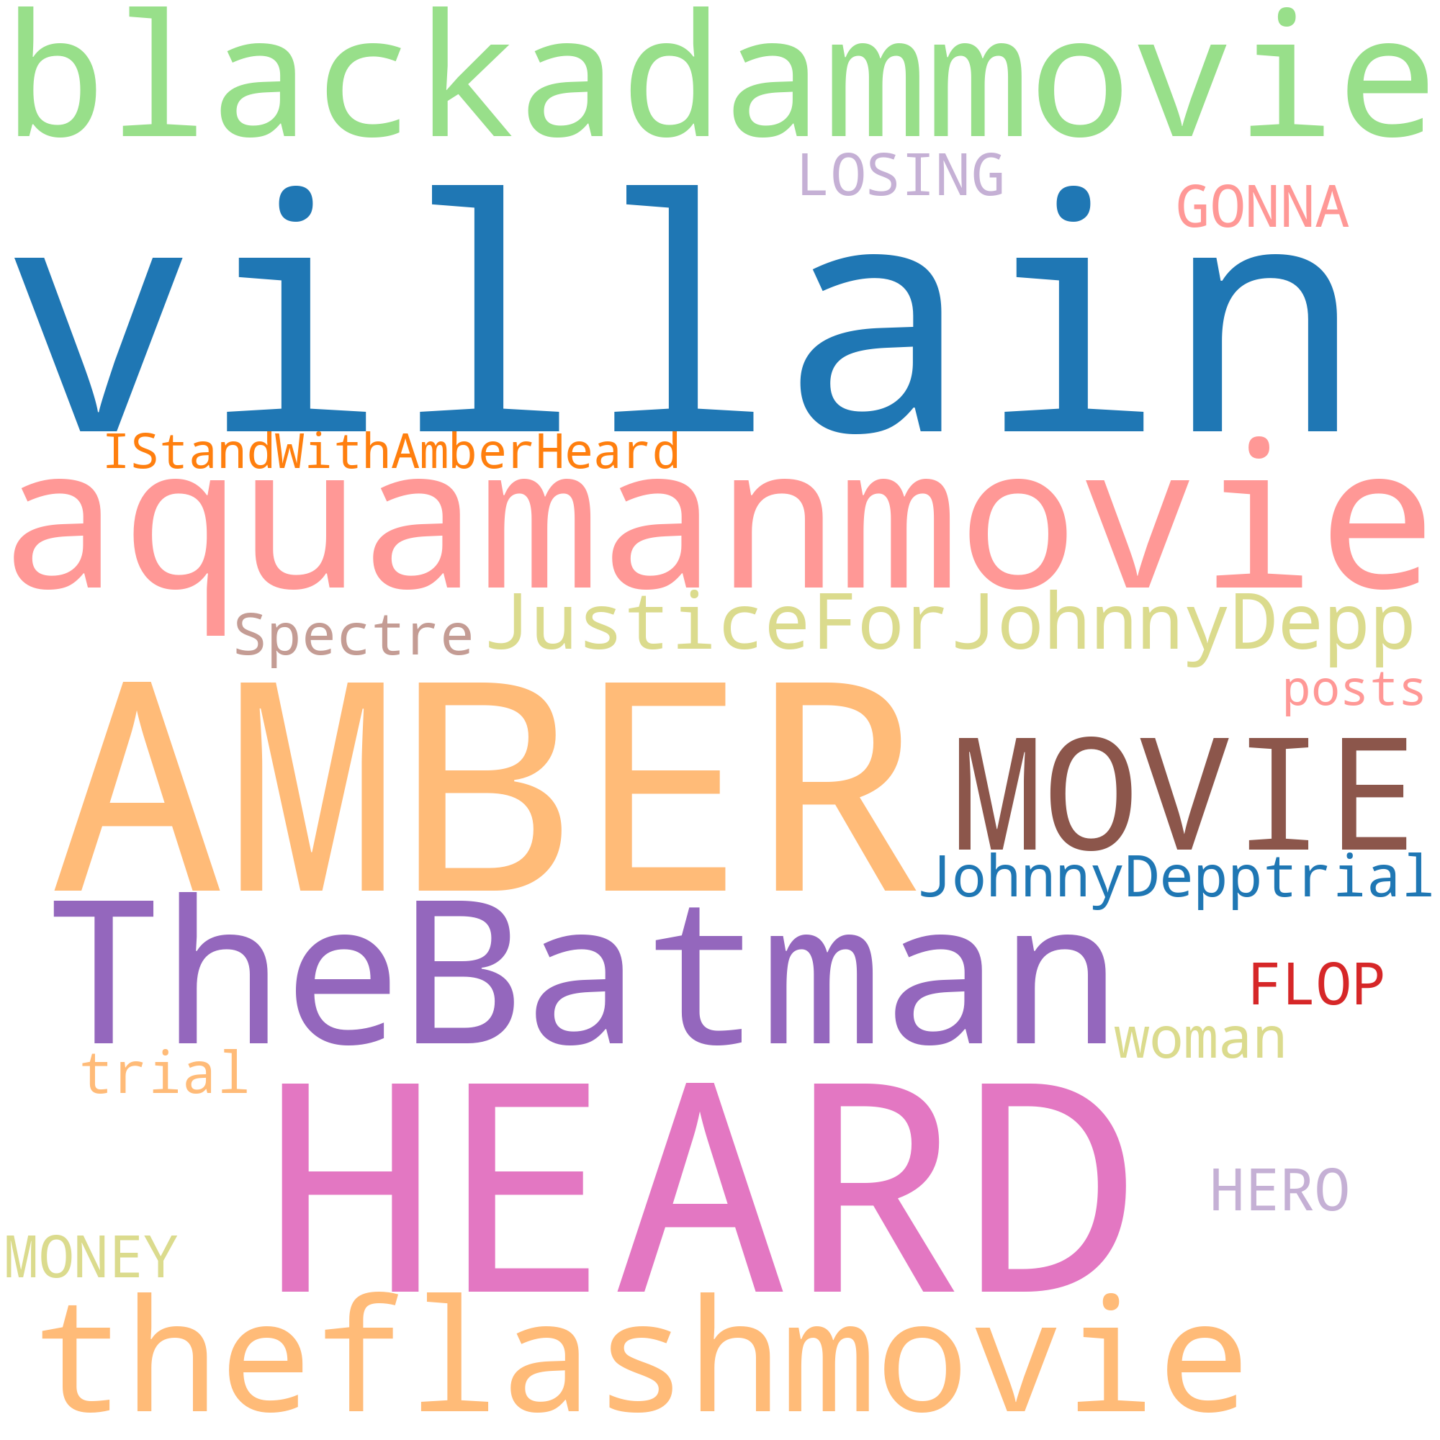 blackadammovie
LOSING
GONNA
villain
IStandWithAmberHeard
aquamanmovie
Spectre
JusticeForJohnnyDepp
posts
AMBER
MOVIE
JohnnyDepptrial
TheBatman
FLOP
woman
trial
HEARD
HERO
MONEY
theflashmovie